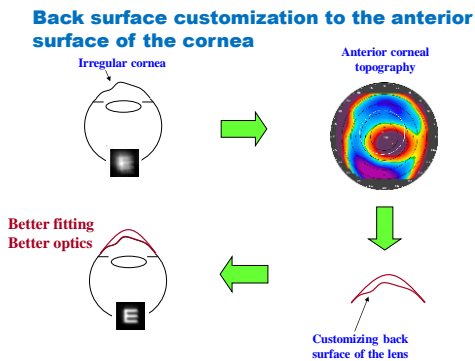 Back surface customization to the anterior
surface of the cornea
Irregular cornea
Anterior corneal
topography
E
Better fitting
Better optics
E
Customizing back
surface of the lens